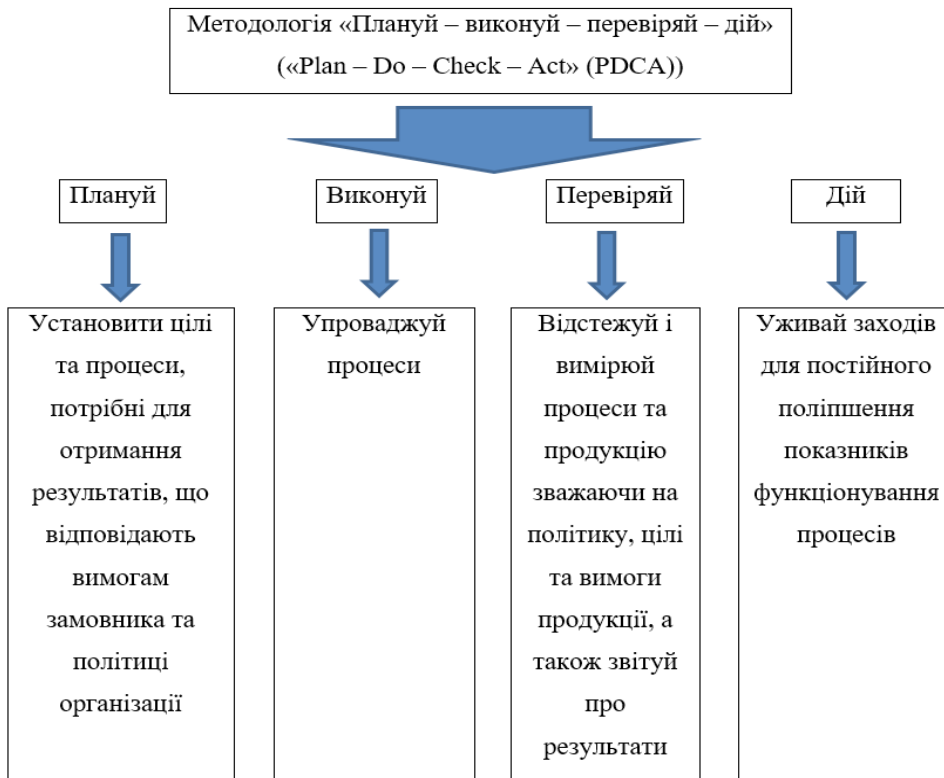 Методологія «Плануй – виконуй – перевіряй – дій»
(«Plan – Do – Check – Act» (PDCA))
Плануй
Виконуй
Перевіряй
Дій
Установити цілі
та процеси,
потрібні для
отримання
результатів, що
відповідають
вимогам
замовника та
політиці
організації
Упроваджуй
процеси
Відстежуй і
вимірюй
процеси та
продукцію
зважаючи на
політику, цілі
та вимоги
продукції, а
також звітуй
про
результати
Уживай заходів
для постійного
поліпшення
показників
функціонування
процесів